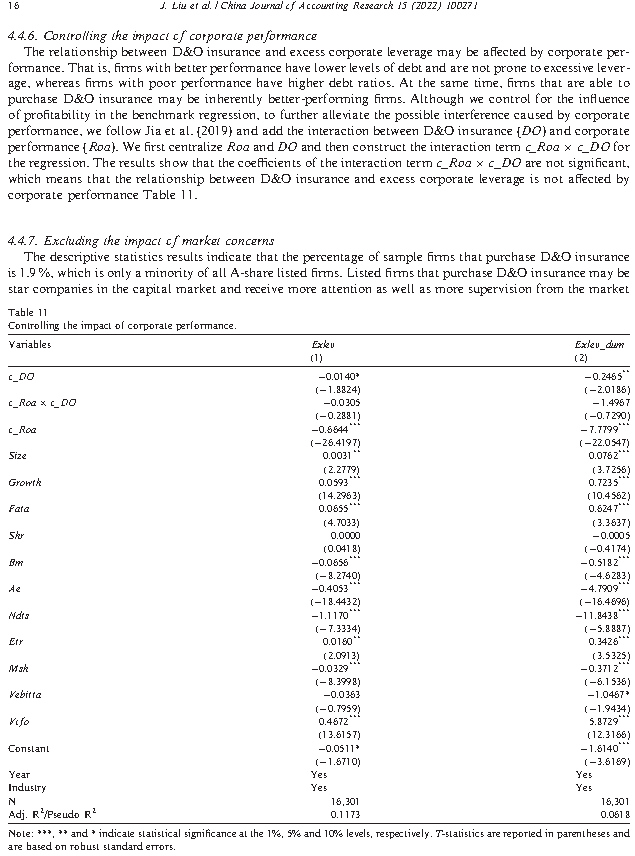 16
J. Liu et al. / China Journal of Accounting Research 15 (2022) 100271
4.4.6. Controlling the impact of corporate performance
The relationship between D&O insurance and excess corporate leverage may be affected by corporate per-
formance. That is, firms with better performance have lower levels of debt and are not prone to excessive lever-
age, whereas firms with poor performance have higher debt ratios. At the same time, firms that are able to
purchase D&O insurance may be inherently better-performing firms. Although we control for the influence
of profitability in the benchmark regression, to further alleviate the possible interference caused by corporate
performance, we follow Jia et al. (2019) and add the interaction between D&O insurance (DO) and corporate
performance (Roa). We first centralize Roa and DO and then construct the interaction term c_Roa × c_DO for
the regression. The results show that the coefficients of the interaction term c_Roa × c_DO are not significant,
which means that the relationship between D&O insurance and excess corporate leverage is not affected by
corporate performance Table 11.
4.4.7. Excluding the impact of market concerns
The descriptive statistics results indicate that the percentage of sample firms that purchase D&O insurance
is 1.9 %, which is only a minority of all A-share listed firms. Listed firms that purchase D&O insurance may be
star companies in the capital market and receive more attention as well as more supervision from the market
Table 11
Controlling the impact of corporate performance.
Variables Exlev Exlev_dum
(1) (2)
c_DO −0.0140* −0.2465**
(−1.8824) (−2.0186)
c_Roa × c_DO −0.0305 −1.4967
(−0.2881) (−0.7290)
c_Roa −0.6644*** −7.7799***
(−26.4197) (−22.0547)
Size 0.0031** 0.0762***
(2.2779) (3.7256)
Growth 0.0593*** 0.7235***
(14.2963) (10.4562)
Fata 0.0655*** 0.6247***
(4.7033) (3.3637)
Shr 0.0000 −0.0005
(0.0418) (−0.4174)
Bm −0.0656*** −0.5182***
(−8.2740) (−4.6283)
Ae −0.4053*** −4.7909***
(−18.4432) (−16.4696)
Ndts −1.1170*** −11.8438***
(−7.3334) (−5.8887)
Etr 0.0160** 0.3426***
(2.0913) (3.5325)
Msh −0.0329*** −0.3712***
(−8.3998) (−6.1536)
Vebitta −0.0363 −1.0467*
(−0.7959) (−1.9434)
Vcfo 0.4672*** 5.8729***
(13.6157) (12.3166)
Constant −0.0511* −1.6140***
(−1.6710) (−3.6169)
Year Yes Yes
Industry Yes Yes
N 16,301 16,301
Adj. R²/Pseudo R² 0.1173 0.0618
Note: ***, ** and * indicate statistical significance at the 1%, 5% and 10% levels, respectively. T-statistics are reported in parentheses and
are based on robust standard errors.